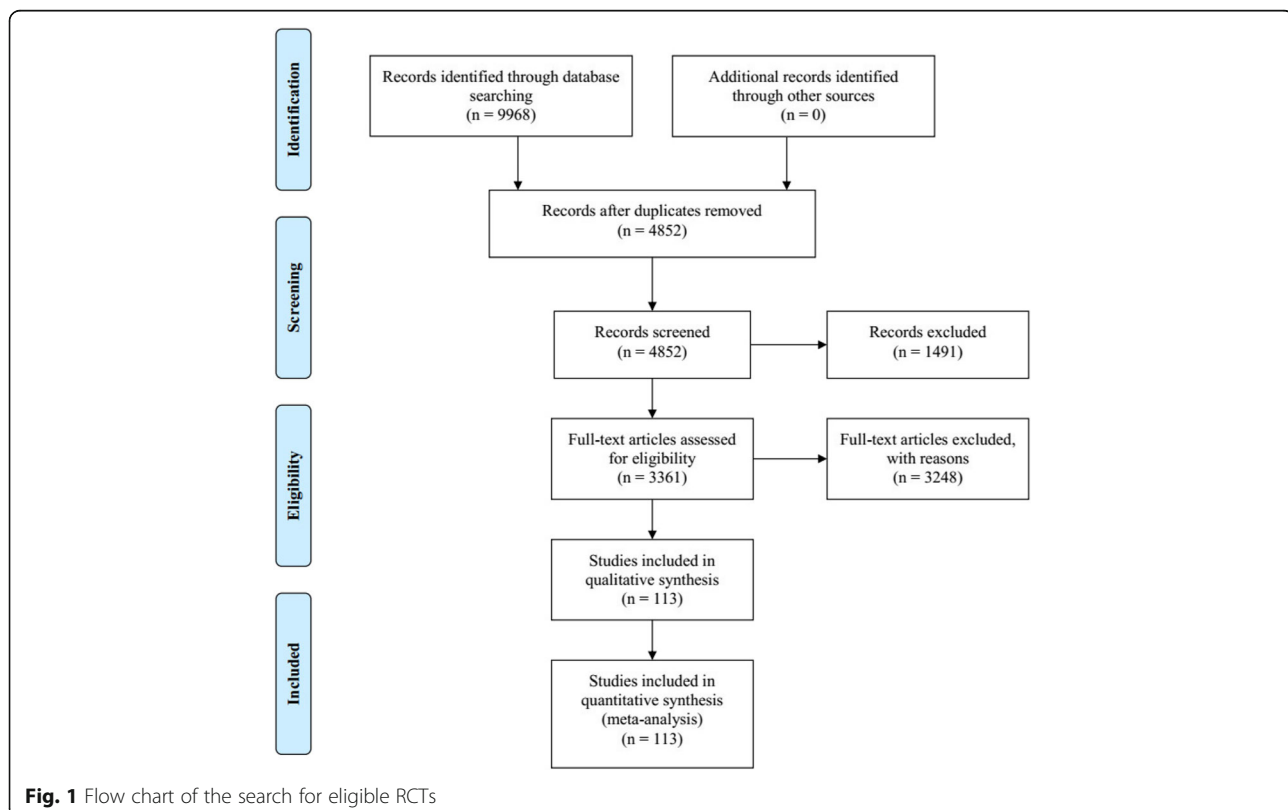 Identification
Records identified through database
searching
(n = 9968)
Additional records identified
through other sources
(n = 0)
Records after duplicates removed
(n = 4852)
Screening
Records screened
(n = 4852)
Records excluded
(n = 1491)
Eligibility
Full-text articles assessed
for eligibility
(n = 3361)
Full-text articles excluded,
with reasons
(n = 3248)
Studies included in
qualitative synthesis
(n = 113)
Included
Studies included in
quantitative synthesis
(meta-analysis)
(n = 113)
Fig. 1 Flow chart of the search for eligible RCTs